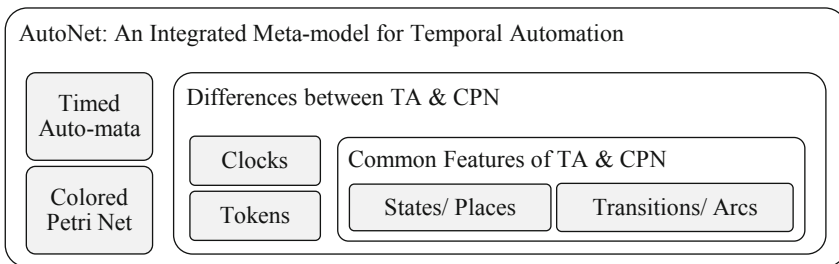 AutoNet: An Integrated Meta-model for Temporal Automation
Timed
Auto-mata
Colored
Petri Net
Differences between TA & CPN
Clocks
Tokens
Common Features of TA & CPN
States/ Places
Transitions/ Arcs